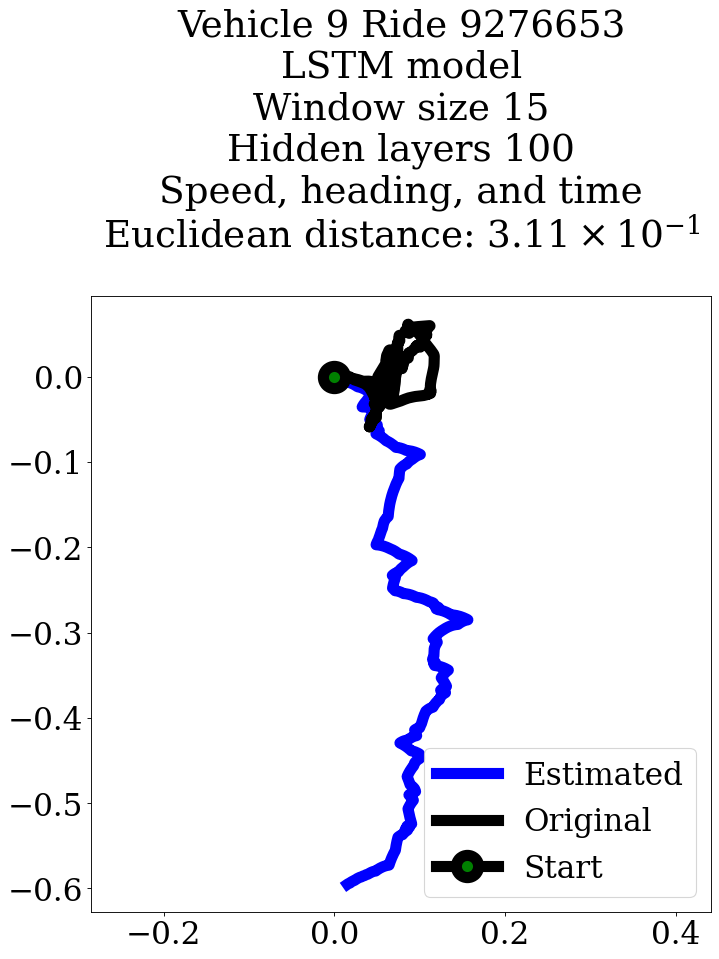 Vehicle 9 Ride 9276653
LSTM model
Window size 15
Hidden layers 100
Speed, heading, and time
Euclidean distance: 3.11 × 10⁻¹
0.0
−0.1
−0.2
−0.3
−0.4
−0.5
−0.6
Estimated
Original
Start
−0.2 0.0 0.2 0.4